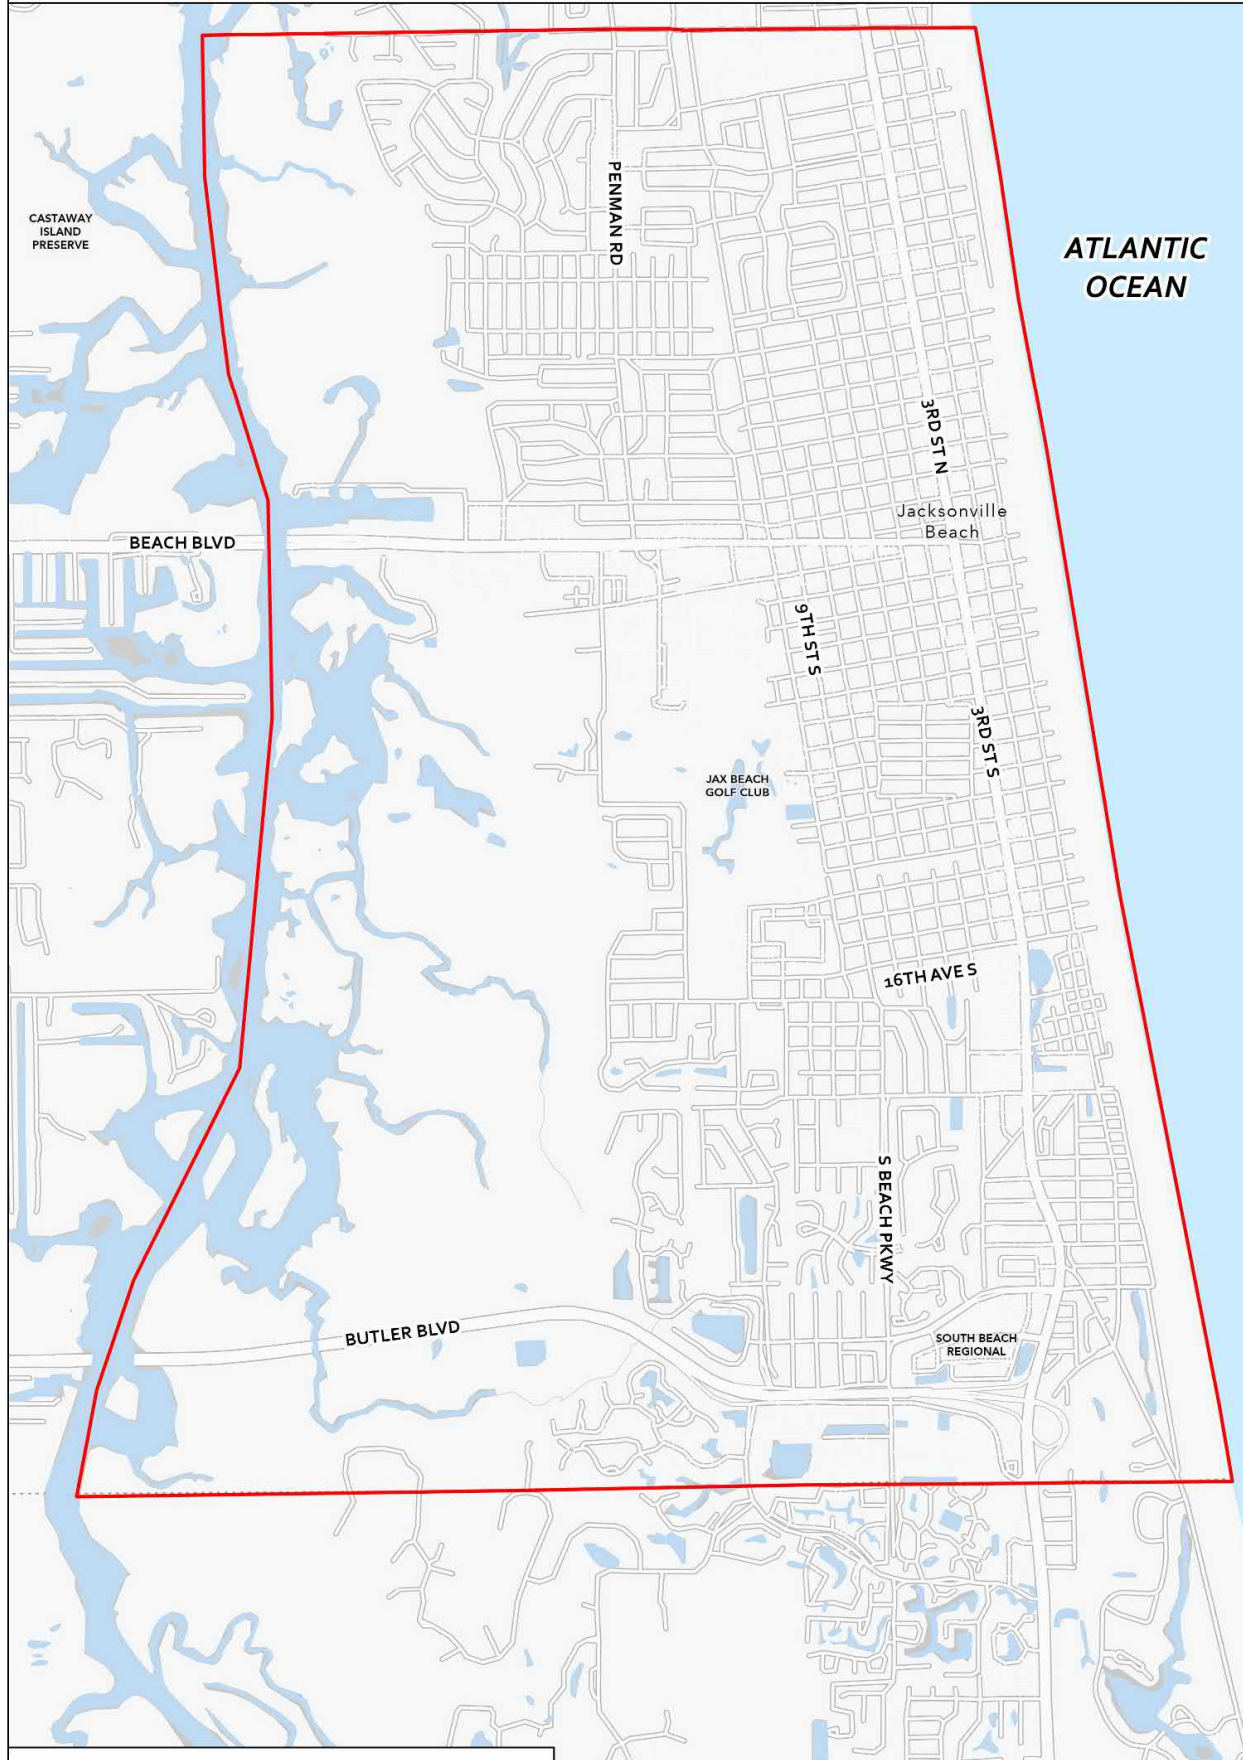 PENMAN RD
CASTAWAY
ISLAND
PRESERVE
ATLANTIC
OCEAN
3RD ST N
Jacksonville
Beach
BEACH BLVD
9TH ST S
3RD ST S
JAX BEACH
GOLF CLUB
16TH AVE S
S BEACH PKWY
BUTLER BLVD
SOUTH BEACH
REGIONAL